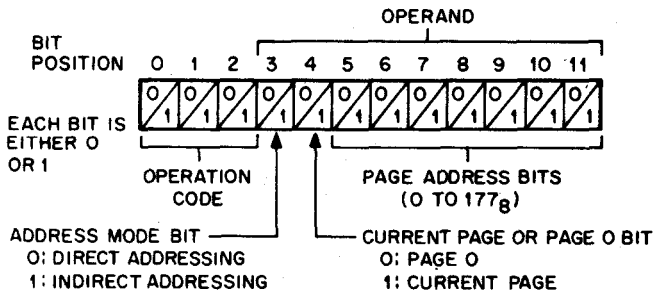 OPERAND
BIT
POSITION 0 1 2 3 4 5 6 7 8 9 10 11
0/1 0/1 0/1 0/1 0/1 0/1 0/1 0/1 0/1 0/1 0/1 0/1
EACH BIT IS
EITHER 0
OR 1
OPERATION
CODE
PAGE ADDRESS BITS
(0 TO 177₈)
ADDRESS MODE BIT
0: DIRECT ADDRESSING
1: INDIRECT ADDRESSING
CURRENT PAGE OR PAGE 0 BIT
0: PAGE 0
1: CURRENT PAGE